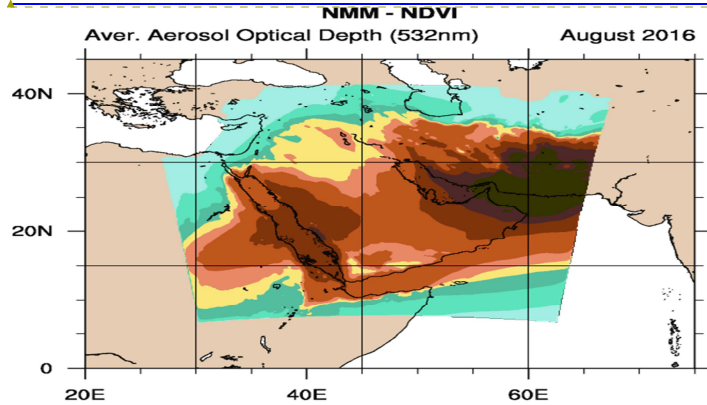 NMM - NDVI
Aver. Aerosol Optical Depth (532nm) August 2016
40N
20N
0
20E 40E 60E